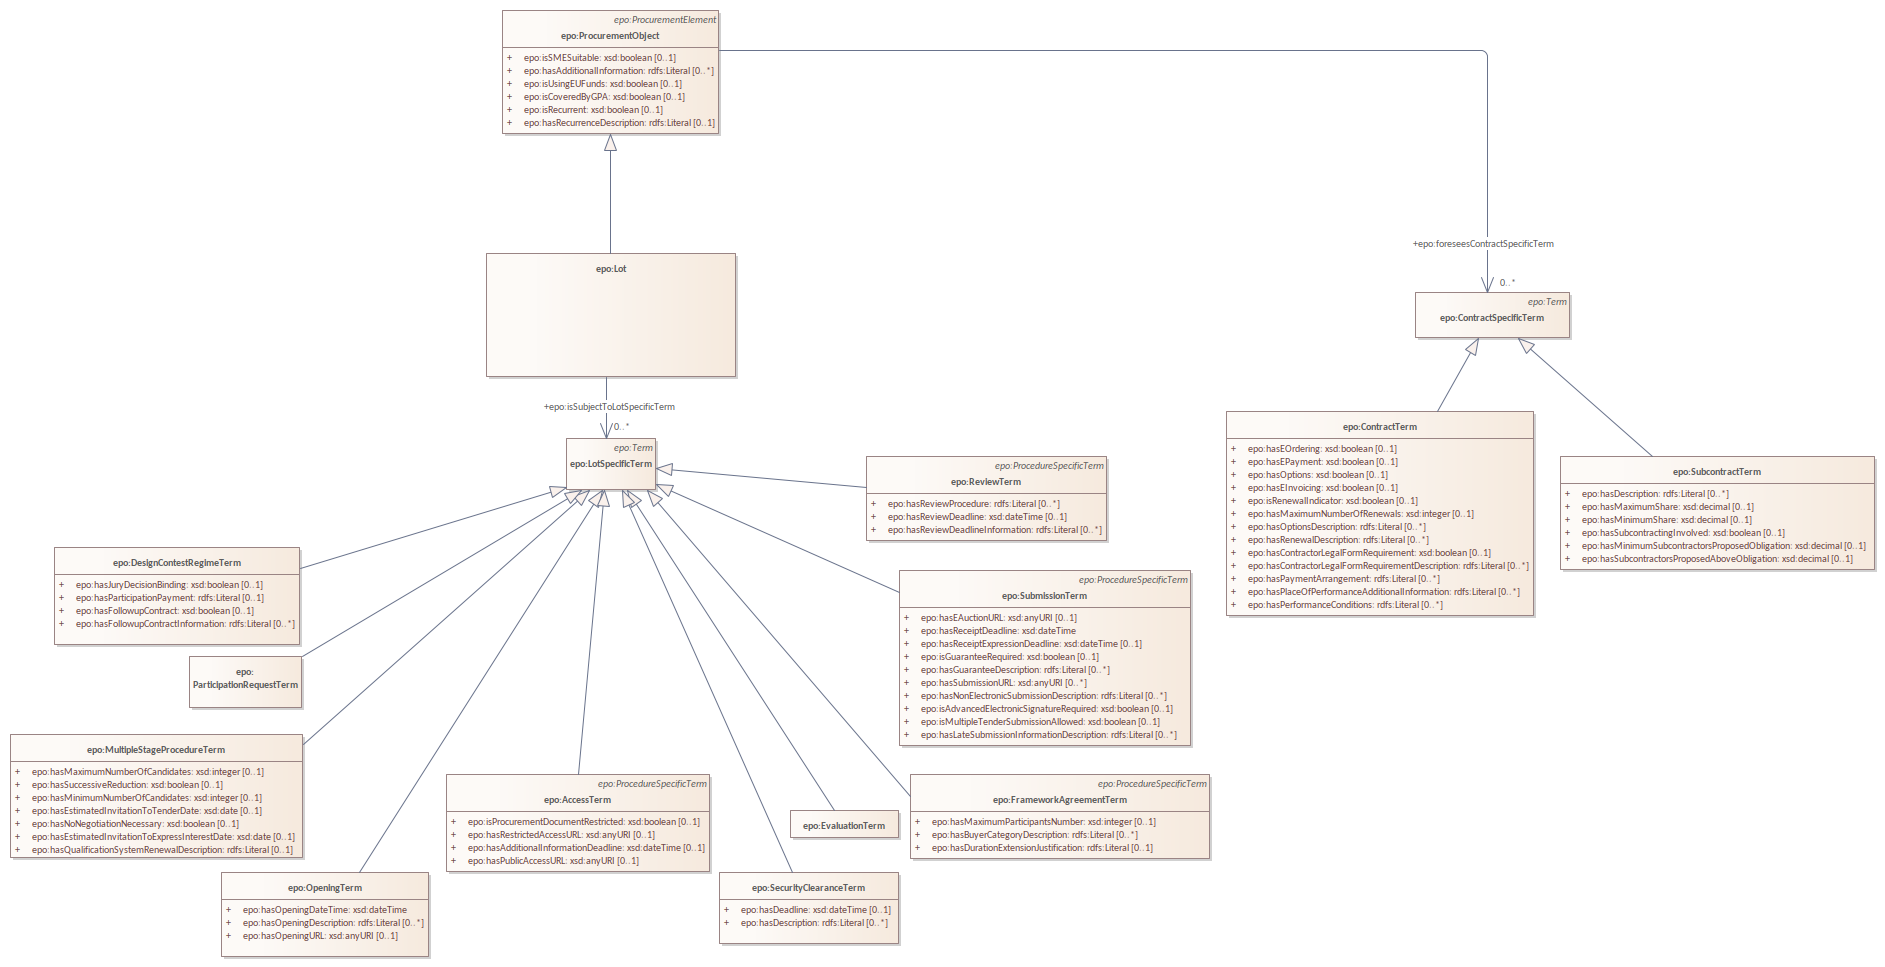 epo:ProcurementElement
epo:ProcurementObject
+ epo:isSMESuitable: xsd:boolean [0..1]
+ epo:hasAdditionalInformation: rdfs:Literal [0..*]
+ epo:isUsingEUFunds: xsd:boolean [0..1]
+ epo:isCoveredByGPA: xsd:boolean [0..1]
+ epo:isRecurrent: xsd:boolean [0..1]
+ epo:hasRecurrenceDescription: rdfs:Literal [0..1]
+epo:foreseesContractSpecificTerm
0..*
epo:Lot
epo:Term
epo:ContractSpecificTerm
+epo:isSubjectToLotSpecificTerm
0..*
epo:Term
epo:LotSpecificTerm
epo:ProcedureSpecificTerm
epo:ReviewTerm
+ epo:hasReviewProcedure: rdfs:Literal [0..*]
+ epo:hasReviewDeadline: xsd:dateTime [0..1]
+ epo:hasReviewDeadlineInformation: rdfs:Literal [0..*]
epo:ContractTerm
+ epo:hasEOrdering: xsd:boolean [0..1]
+ epo:hasEPayment: xsd:boolean [0..1]
+ epo:hasOptions: xsd:boolean [0..1]
+ epo:hasEInvoicing: xsd:boolean [0..1]
+ epo:isRenewalIndicator: xsd:boolean [0..1]
+ epo:hasMaximumNumberOfRenewals: xsd:integer [0..1]
+ epo:hasOptionsDescription: rdfs:Literal [0..*]
+ epo:hasRenewalDescription: rdfs:Literal [0..*]
+ epo:hasContractorLegalFormRequirement: xsd:boolean [0..1]
+ epo:hasContractorLegalFormRequirementDescription: rdfs:Literal [0..*]
+ epo:hasPaymentArrangement: rdfs:Literal [0..*]
+ epo:hasPlaceOfPerformanceAdditionalInformation: rdfs:Literal [0..*]
+ epo:hasPerformanceConditions: rdfs:Literal [0..*]
epo:SubcontractTerm
+ epo:hasDescription: rdfs:Literal [0..*]
+ epo:hasMaximumShare: xsd:decimal [0..1]
+ epo:hasMinimumShare: xsd:decimal [0..1]
+ epo:hasSubcontractingInvolved: xsd:boolean [0..1]
+ epo:hasMinimumSubcontractorsProposedObligation: xsd:decimal [0..1]
+ epo:hasSubcontractorsProposedAboveObligation: xsd:decimal [0..1]
epo:DesignContestRegimeTerm
+ epo:hasJuryDecisionBinding: xsd:boolean [0..1]
+ epo:hasParticipationPayment: rdfs:Literal [0..1]
+ epo:hasFollowupContract: xsd:boolean [0..1]
+ epo:hasFollowupContractInformation: rdfs:Literal [0..*]
epo:ProcedureSpecificTerm
epo:SubmissionTerm
+ epo:hasEAuctionURL: xsd:anyURI [0..1]
+ epo:hasReceiptDeadline: xsd:dateTime
+ epo:hasReceiptExpressionDeadline: xsd:dateTime [0..1]
+ epo:isGuaranteeRequired: xsd:boolean [0..1]
+ epo:hasGuaranteeDescription: rdfs:Literal [0..*]
+ epo:hasSubmissionURL: xsd:anyURI [0..*]
+ epo:hasNonElectronicSubmissionDescription: rdfs:Literal [0..*]
+ epo:isAdvancedElectronicSignatureRequired: xsd:boolean [0..1]
+ epo:isMultipleTenderSubmissionAllowed: xsd:boolean [0..1]
+ epo:hasLateSubmissionInformationDescription: rdfs:Literal [0..*]
epo:
ParticipationRequestTerm
epo:MultipleStageProcedureTerm
+ epo:hasMaximumNumberOfCandidates: xsd:integer [0..1]
+ epo:hasSuccessiveReduction: xsd:boolean [0..1]
+ epo:hasMinimumNumberOfCandidates: xsd:integer [0..1]
+ epo:hasEstimatedInvitationToTenderDate: xsd:date [0..1]
+ epo:hasNoNegotiationNecessary: xsd:boolean [0..1]
+ epo:hasEstimatedInvitationToExpressInterestDate: xsd:date [0..1]
+ epo:hasQualificationSystemRenewalDescription: rdfs:Literal [0..1]
epo:ProcedureSpecificTerm
epo:AccessTerm
+ epo:isProcurementDocumentRestricted: xsd:boolean [0..1]
+ epo:hasRestrictedAccessURL: xsd:anyURI [0..1]
+ epo:hasAdditionalInformationDeadline: xsd:dateTime [0..1]
+ epo:hasPublicAccessURL: xsd:anyURI [0..1]
epo:EvaluationTerm
epo:ProcedureSpecificTerm
epo:FrameworkAgreementTerm
+ epo:hasMaximumParticipantsNumber: xsd:integer [0..1]
+ epo:hasBuyerCategoryDescription: rdfs:Literal [0..*]
+ epo:hasDurationExtensionJustification: rdfs:Literal [0..1]
epo:OpeningTerm
+ epo:hasOpeningDateTime: xsd:dateTime
+ epo:hasOpeningDescription: rdfs:Literal [0..*]
+ epo:hasOpeningURL: xsd:anyURI [0..1]
epo:SecurityClearanceTerm
+ epo:hasDeadline: xsd:dateTime [0..1]
+ epo:hasDescription: rdfs:Literal [0..*]